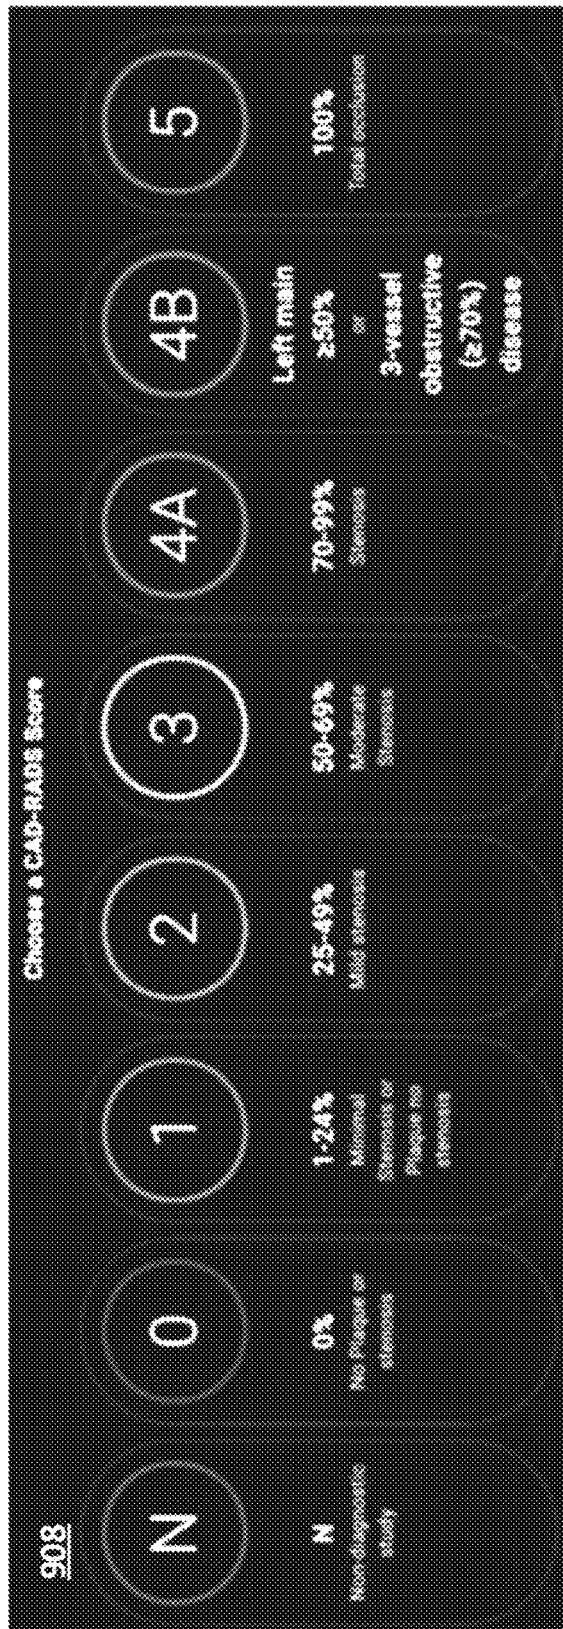 908
Choose a CAD-RADS Score
N
N
Non-diagnostic
study
0
0%
No Plaque or
stenosis
1
1-24%
Minimal
Stenosis or
Plaque no
stenosis
2
25-49%
Mild stenosis
3
50-69%
Moderate
Stenosis
4A
70-99%
Stenosis
4B
Left main
≥50%
or
3-vessel
obstructive
(≥70%)
disease
5
100%
Total occlusion